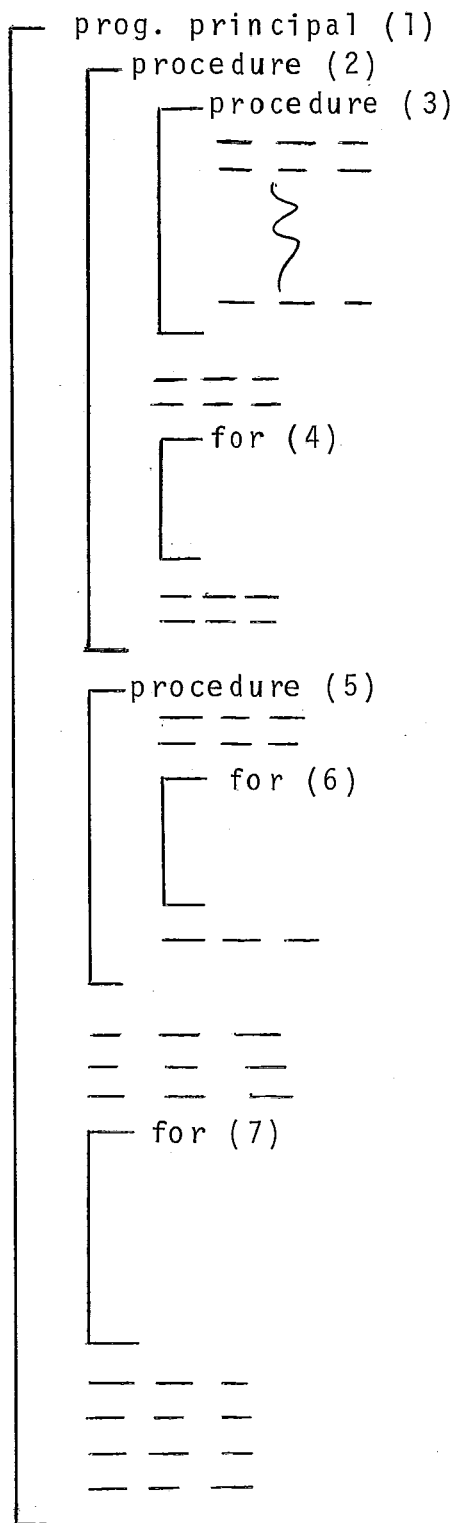 prog. principal (1)
procedure (2)
procedure (3)
for (4)
procedure (5)
for (6)
for (7)